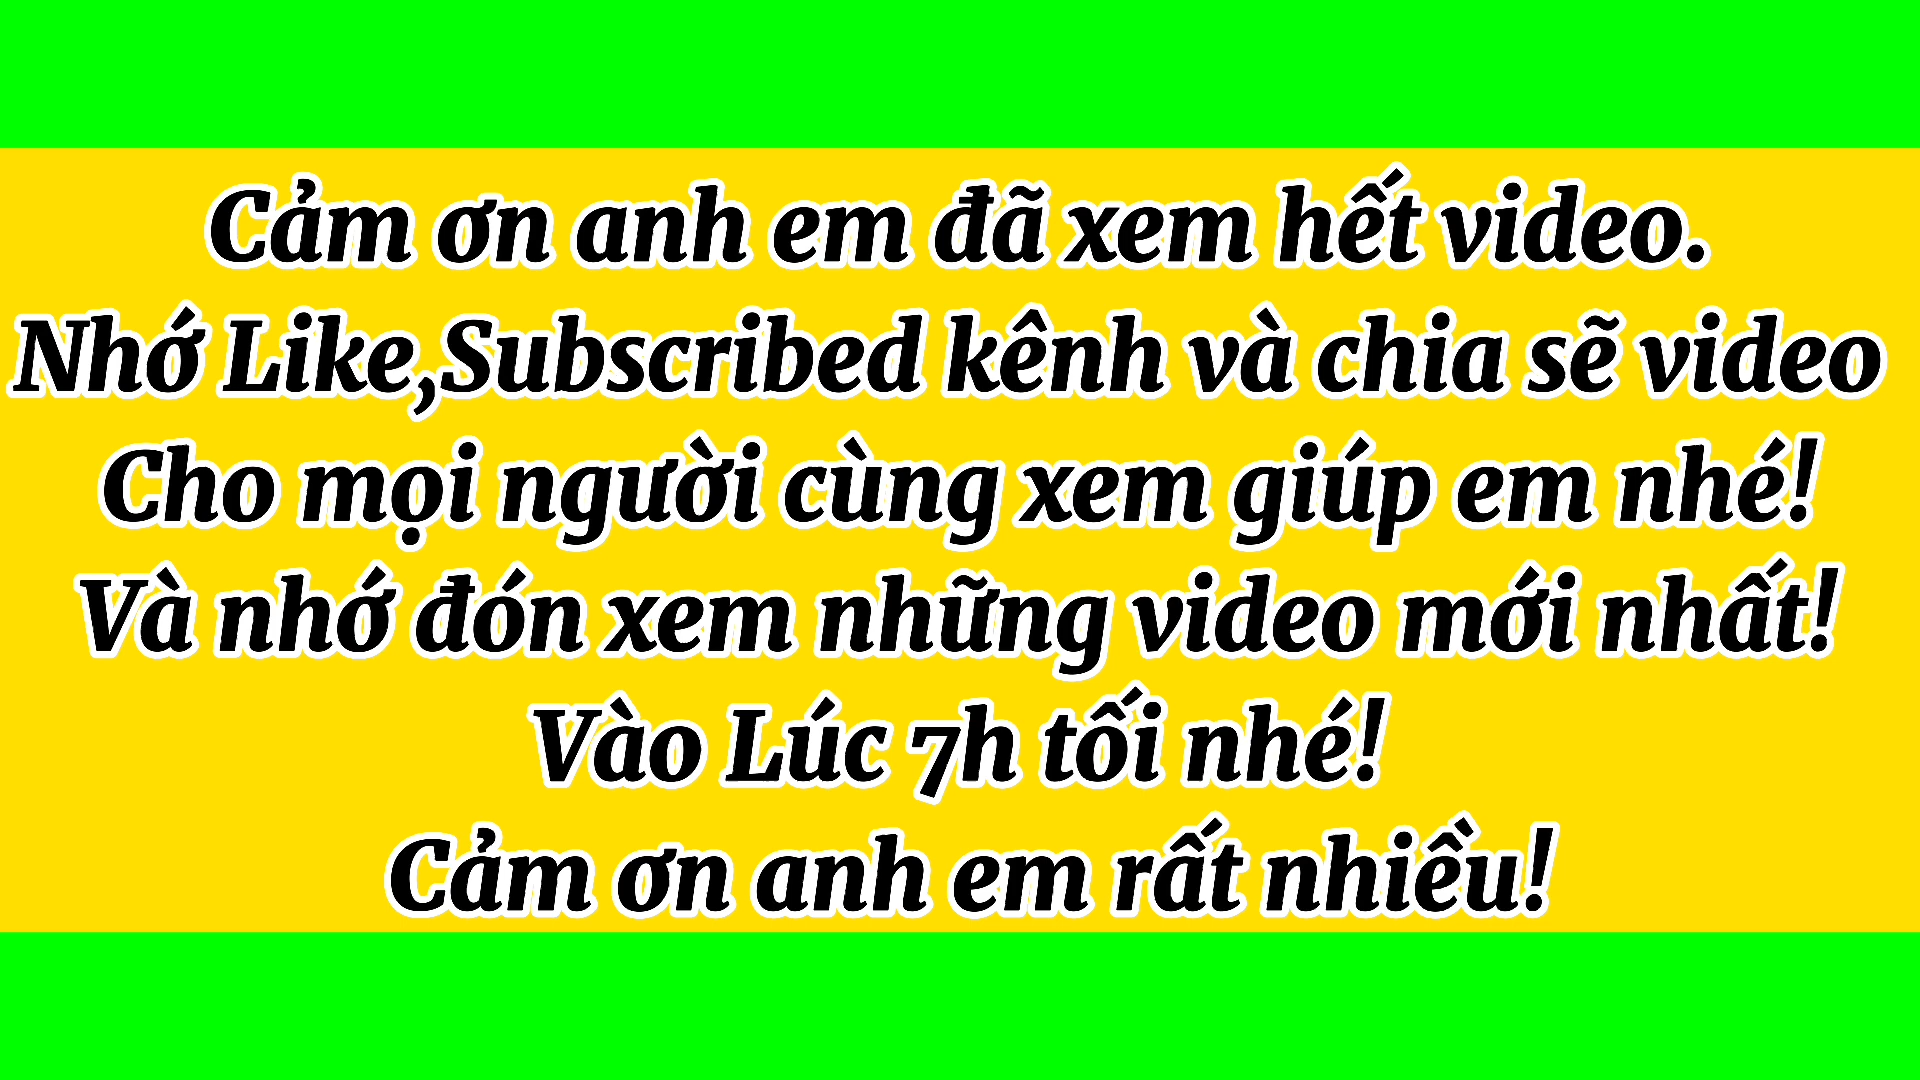 Cảm ơn anh em đã xem hết video.
Nhớ Like,Subscribed kênh và chia sẽ video
Cho mọi người cùng xem giúp em nhé!
Và nhớ đón xem những video mới nhất!
Vào Lúc 7h tối nhé!
Cảm ơn anh em rất nhiều!